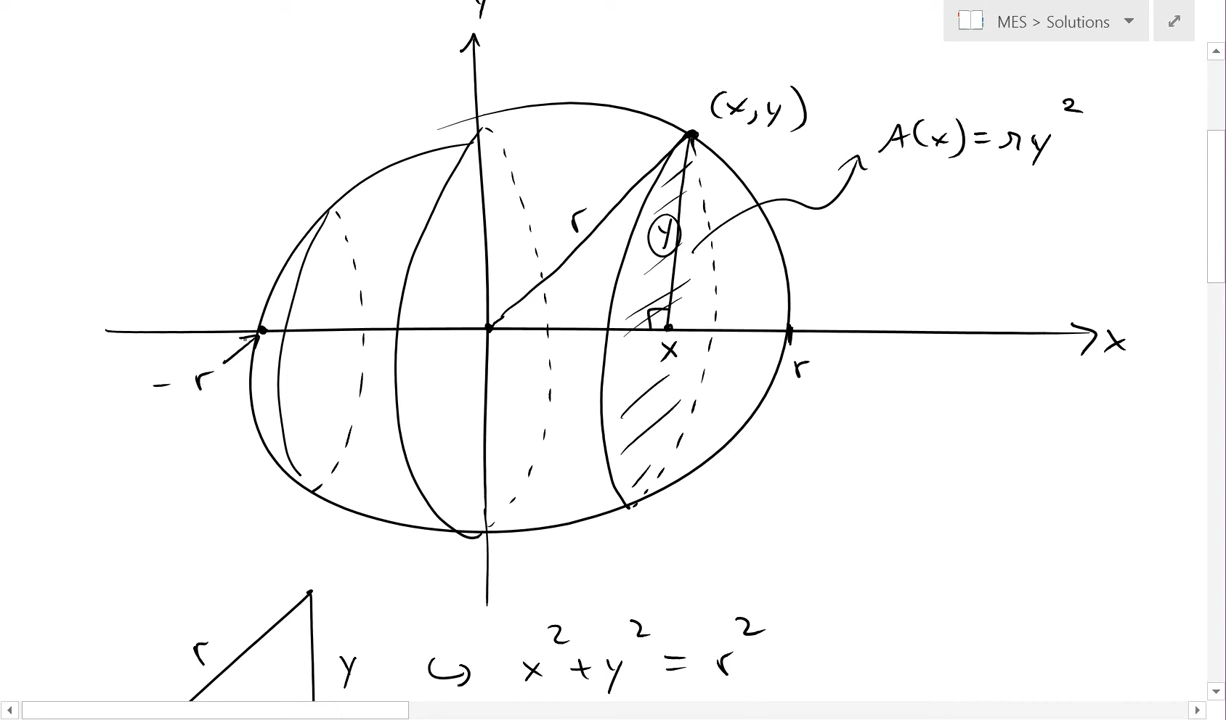 y
MES > Solutions
(x, y)
A(x) = πy²
r
y
x
r
x
- r
r
y
↪ x² + y² = r²